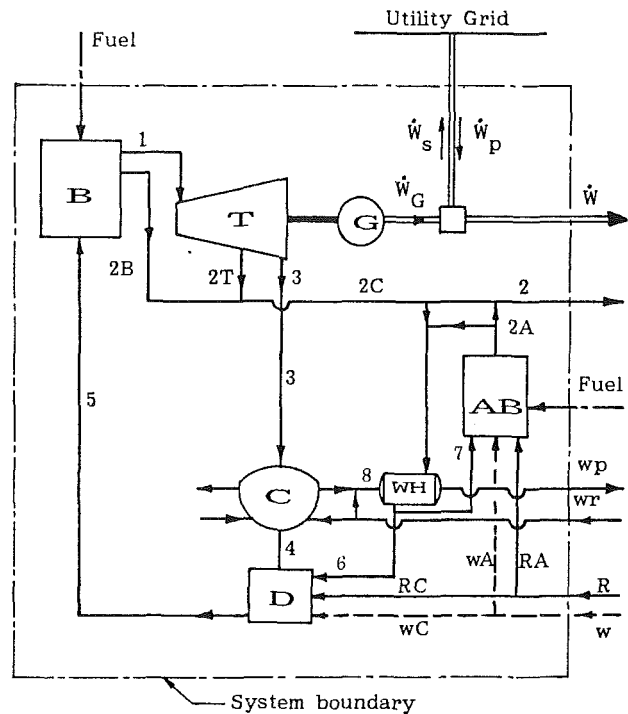 Utility Grid
Fuel
Ẇs Ẇp
1
B
ẆG
Ẇ
T
G
2B
2T
3
2C
2
2A
3
5
AB
Fuel
7
8
WH
wp
C
wr
4
6
wA
RA
D
RC
R
wC
w
System boundary